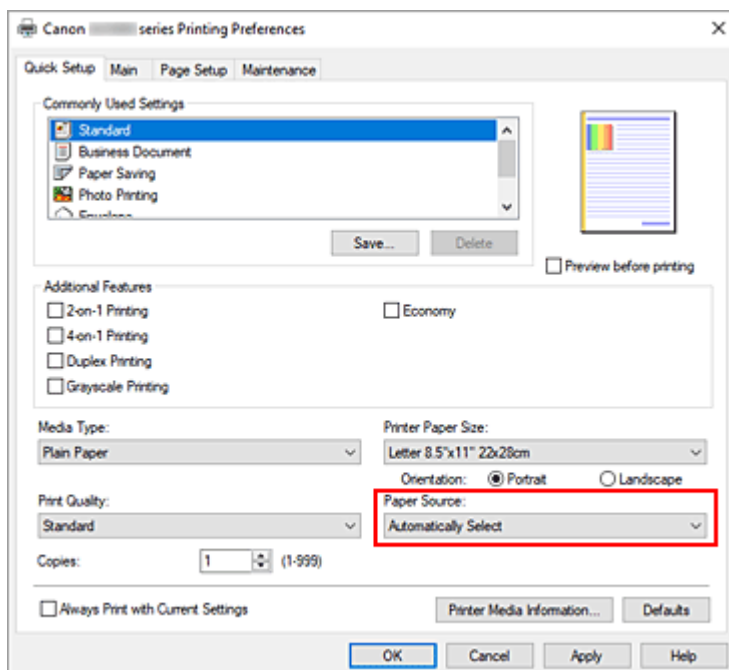 Canon series Printing Preferences
Quick Setup Main Page Setup Maintenance
Commonly Used Settings
Standard
Business Document
Paper Saving
Photo Printing
Envelope
Save... Delete
Preview before printing
Additional Features
2-on-1 Printing Economy
4-on-1 Printing
Duplex Printing
Grayscale Printing
Media Type: Printer Paper Size:
Plain Paper Letter 8.5"x11" 22x28cm
Orientation: Portrait Landscape
Print Quality: Paper Source:
Standard Automatically Select
Copies: 1 (1-999)
Always Print with Current Settings Printer Media Information... Defaults
OK Cancel Apply Help